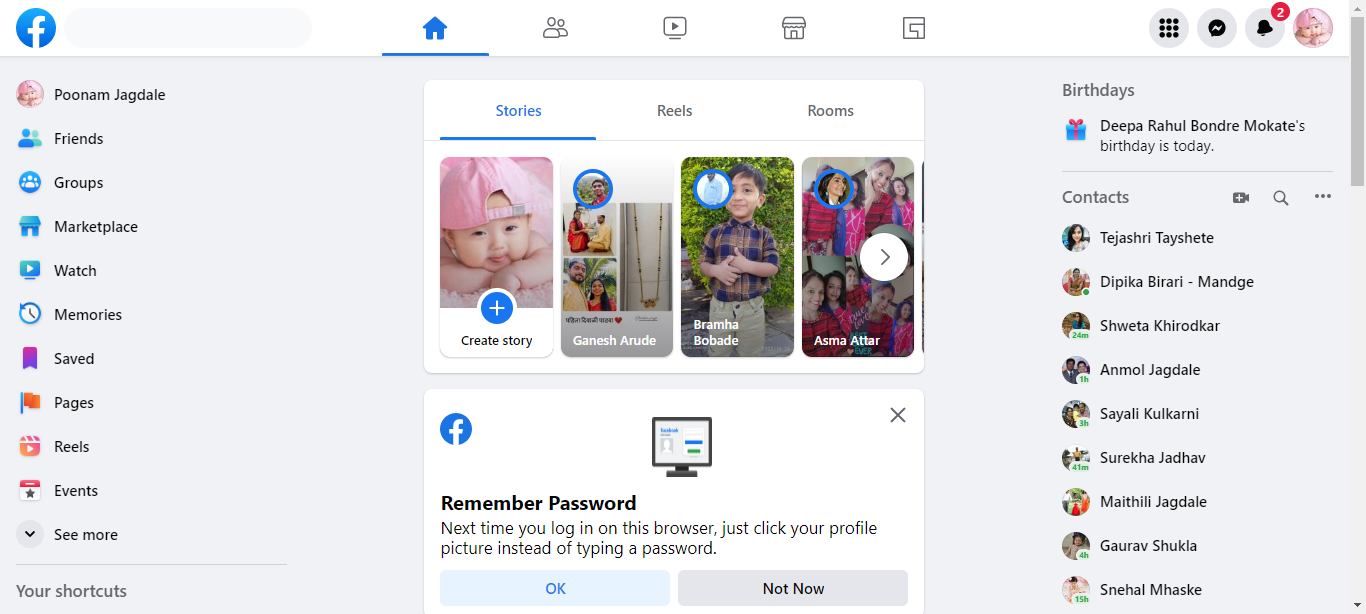 2
Poonam Jagdale
Friends
Groups
Marketplace
Watch
Memories
Saved
Pages
Reels
Events
See more
Your shortcuts
Stories
Reels
Rooms
Create story
पहिला दिवाळी पाडवा
Ganesh Arude
Bramha
Bobade
Asma Attar
facebook
Remember Password
Next time you log in on this browser, just click your profile
picture instead of typing a password.
OK
Not Now
Birthdays
Deepa Rahul Bondre Mokate's
birthday is today.
Contacts
Tejashri Tayshete
Dipika Birari - Mandge
Shweta Khirodkar
24m
Anmol Jagdale
1h
Sayali Kulkarni
3h
Surekha Jadhav
41m
Maithili Jagdale
Gaurav Shukla
4h
Snehal Mhaske
15h